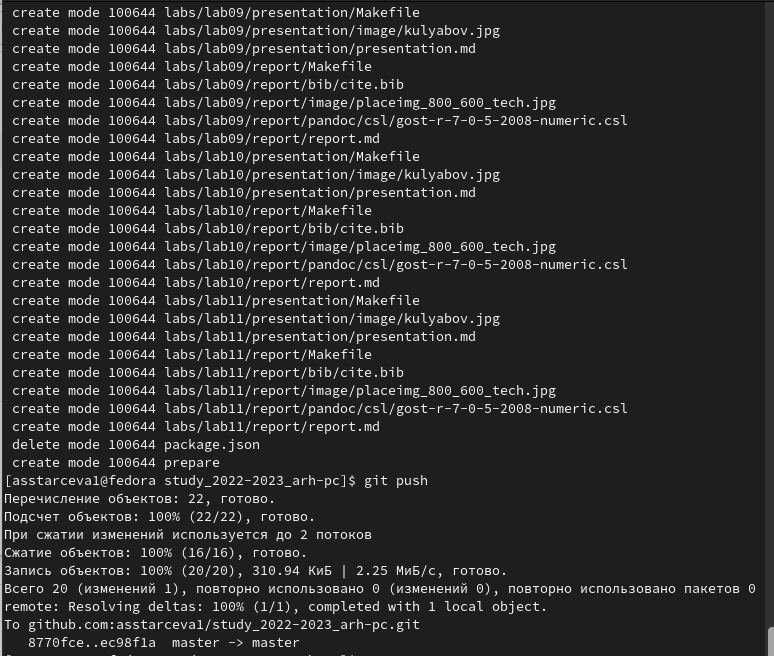 create mode 100644 labs/lab09/presentation/Makefile
create mode 100644 labs/lab09/presentation/image/kulyabov.jpg
create mode 100644 labs/lab09/presentation/presentation.md
create mode 100644 labs/lab09/report/Makefile
create mode 100644 labs/lab09/report/bib/cite.bib
create mode 100644 labs/lab09/report/image/placeimg_800_600_tech.jpg
create mode 100644 labs/lab09/report/pandoc/csl/gost-r-7-0-5-2008-numeric.csl
create mode 100644 labs/lab09/report/report.md
create mode 100644 labs/lab10/presentation/Makefile
create mode 100644 labs/lab10/presentation/image/kulyabov.jpg
create mode 100644 labs/lab10/presentation/presentation.md
create mode 100644 labs/lab10/report/Makefile
create mode 100644 labs/lab10/report/bib/cite.bib
create mode 100644 labs/lab10/report/image/placeimg_800_600_tech.jpg
create mode 100644 labs/lab10/report/pandoc/csl/gost-r-7-0-5-2008-numeric.csl
create mode 100644 labs/lab10/report/report.md
create mode 100644 labs/lab11/presentation/Makefile
create mode 100644 labs/lab11/presentation/image/kulyabov.jpg
create mode 100644 labs/lab11/presentation/presentation.md
create mode 100644 labs/lab11/report/Makefile
create mode 100644 labs/lab11/report/bib/cite.bib
create mode 100644 labs/lab11/report/image/placeimg_800_600_tech.jpg
create mode 100644 labs/lab11/report/pandoc/csl/gost-r-7-0-5-2008-numeric.csl
create mode 100644 labs/lab11/report/report.md
delete mode 100644 package.json
create mode 100644 prepare
[asstarceva1@fedora study_2022-2023_arh-pc]$ git push
Перечисление объектов: 22, готово.
Подсчет объектов: 100% (22/22), готово.
При сжатии изменений используется до 2 потоков
Сжатие объектов: 100% (16/16), готово.
Запись объектов: 100% (20/20), 310.94 КиБ | 2.25 МиБ/с, готово.
Всего 20 (изменений 1), повторно использовано 0 (изменений 0), повторно использовано пакетов 0
remote: Resolving deltas: 100% (1/1), completed with 1 local object.
To github.com:asstarceva1/study_2022-2023_arh-pc.git
8770fce..ec98f1a  master -> master